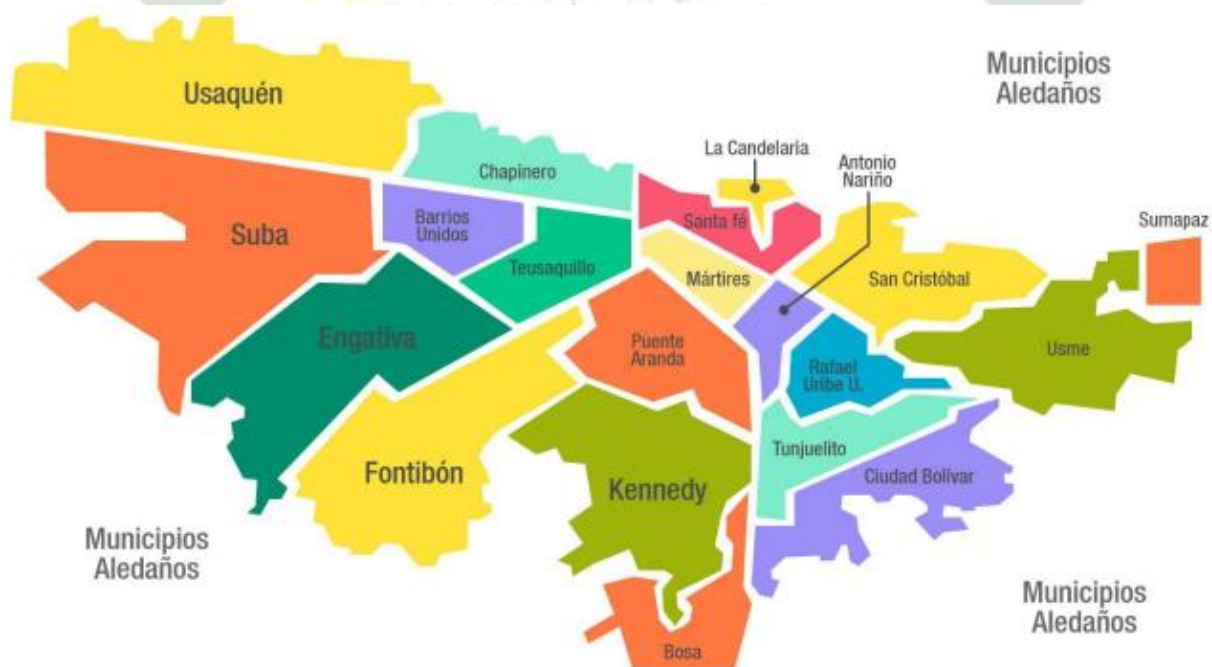 Municipios
Aledaños
Usaquén
La Candelaria
Antonio
Nariño
Chapinero
Sumapaz
Barrios
Unidos
Santa fé
Suba
Teusaquillo
Mártires
San Cristóbal
Engativa
Puente
Aranda
Usme
Rafael
Uribe U.
Tunjuelito
Fontibón
Kennedy
Ciudad Bolívar
Municipios
Aledaños
Municipios
Aledaños
Bosa